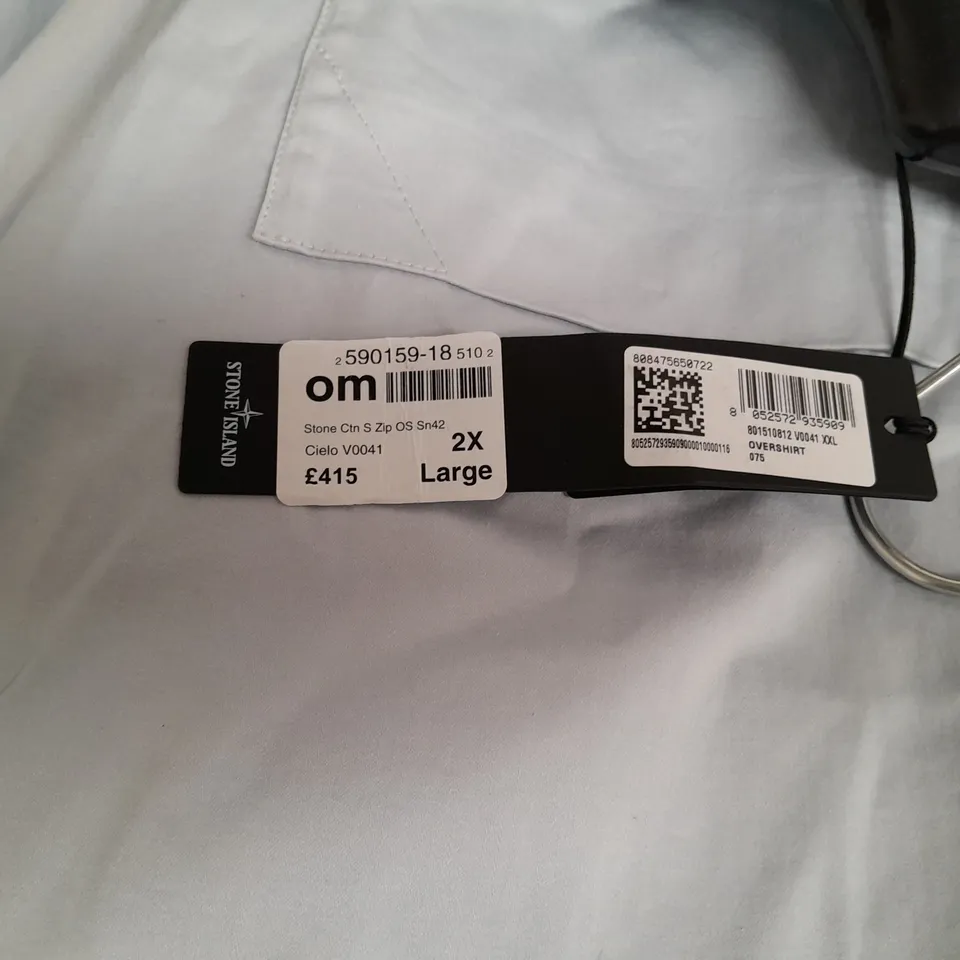 STONE ISLAND
2 590159-18 510 2
om
Stone Ctn S Zip OS Sn42
Cielo V0041
2X
£415
Large
808475650722
8 052572 935909
8052572935909000010000116
801510812 V0041 XXL
OVERSHIRT
075